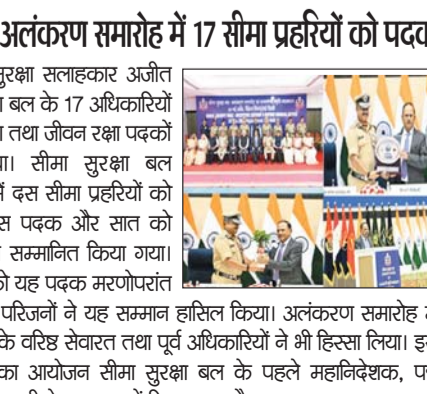 अलंकरण समारोह में 17 सीमा प्रहरियों को पदक
सुरक्षा सलाहकार अजीत
बल के 17 अधिकारियों
तथा जीवन रक्षा पदकों
सीमा सुरक्षा बल
में दस सीमा प्रहरियों को
पदक और सात को
सम्मानित किया गया।
को यह पदक मरणोपरांत
परिजनों ने यह सम्मान हासिल किया। अलंकरण समारोह
के वरिष्ठ सेवारत तथा पूर्व अधिकारियों ने भी हिस्सा लिया।
का आयोजन सीमा सुरक्षा बल के पहले महानिदेशक,